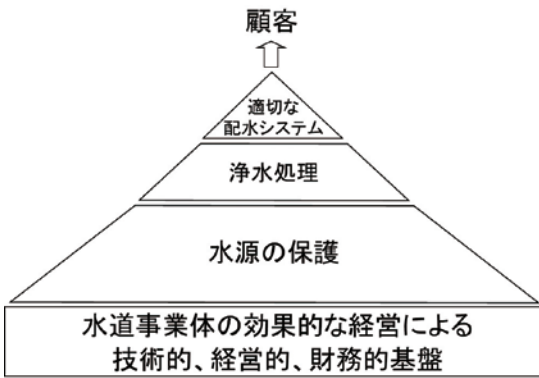 顧客
適切な
配水システム
浄水処理
水源の保護
水道事業体の効果的な経営による
技術的、経営的、財務的基盤